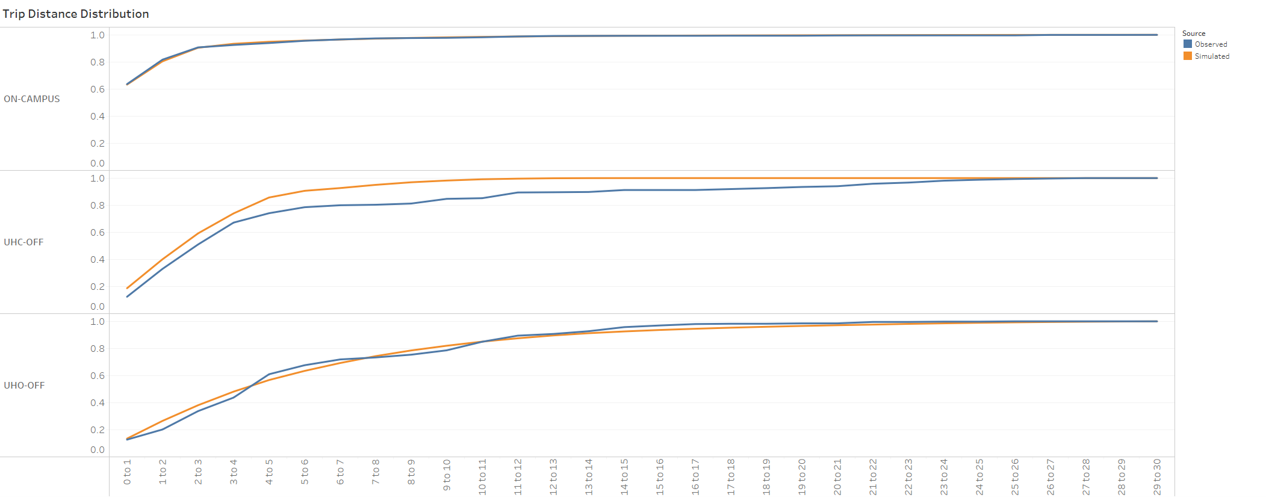 Trip Distance Distribution
Source
Observed
Simulated
ON-CAMPUS
1.0
0.8
0.6
0.4
0.2
0.0
UHC-OFF
1.0
0.8
0.6
0.4
0.2
0.0
UHO-OFF
1.0
0.8
0.6
0.4
0.2
0.0
0 to 1
1 to 2
2 to 3
3 to 4
4 to 5
5 to 6
6 to 7
7 to 8
8 to 9
9 to 10
10 to 11
11 to 12
12 to 13
13 to 14
14 to 15
15 to 16
16 to 17
17 to 18
18 to 19
19 to 20
20 to 21
21 to 22
22 to 23
23 to 24
24 to 25
25 to 26
26 to 27
27 to 28
28 to 29
29 to 30